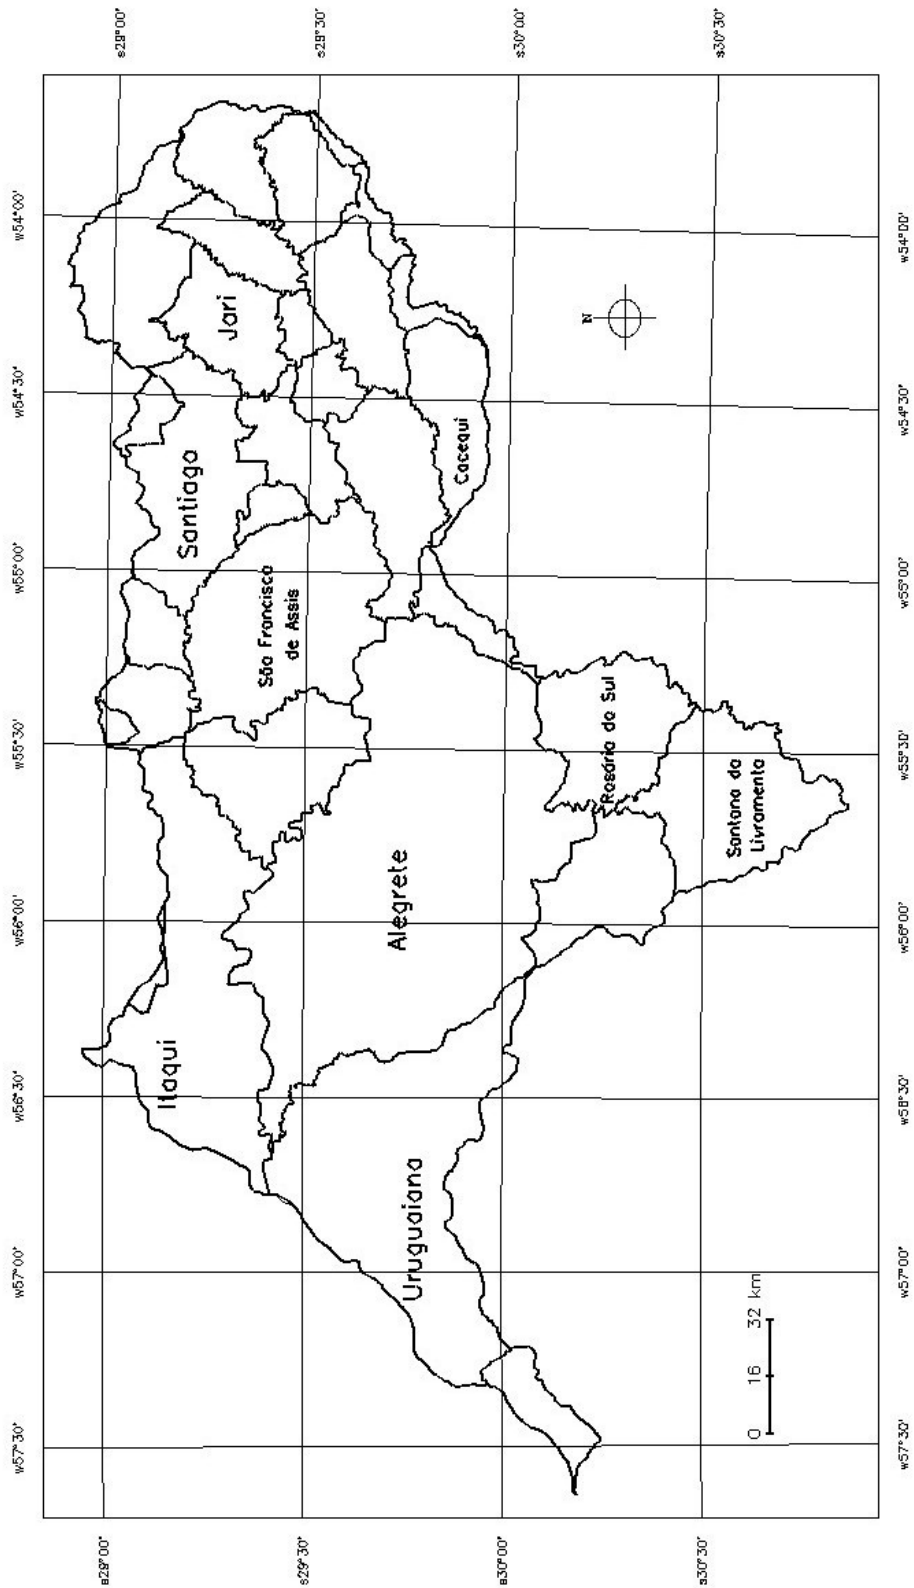 w57°30' w57°00' w56°30' w56°00' w55°30' w55°00' w54°30' w54°00'
s29°00' s29°00'
Itaqui
Santiago
Jari
São Francisco
de Assis
s29°30' s29°30'
Alegrete
Uruguaiana
Cacequi
s30°00' s30°00'
N
Rosário do Sul
s30°30' s30°30'
Santana do
Livramento
0 16 32 km
w57°30' w57°00' w58°30' w56°00' w55°30' w55°00' w54°30' w54°00'